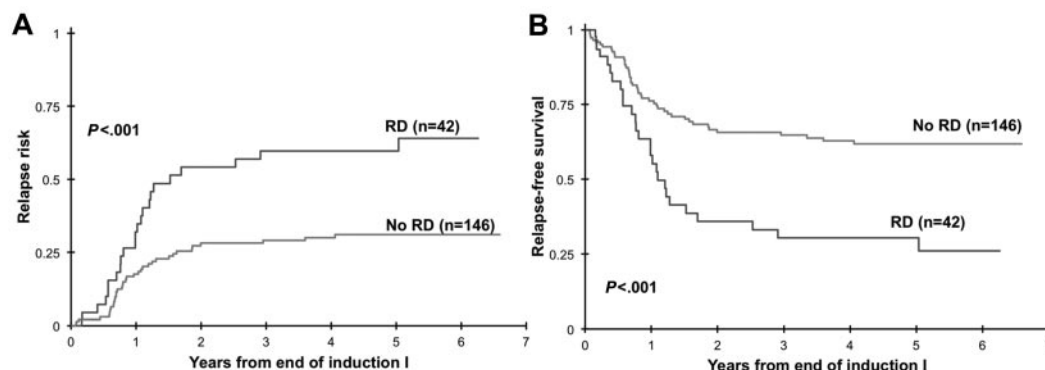 A
Relapse risk
1
0.75
0.5
0.25
0
P<.001
RD (n=42)
No RD (n=146)
0 1 2 3 4 5 6 7
Years from end of induction I
B
Relapse-free survival
1
0.75
0.5
0.25
0
No RD (n=146)
RD (n=42)
P<.001
0 1 2 3 4 5 6
Years from end of induction I